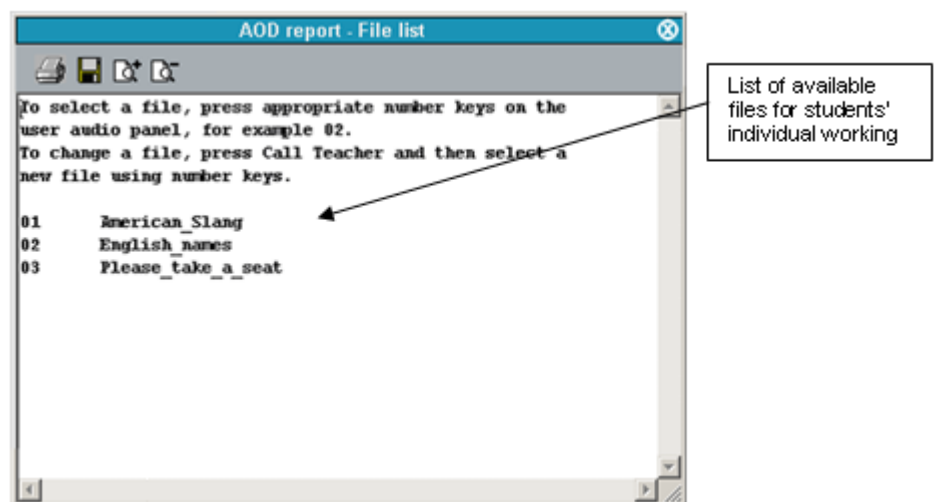 AOD report - File list
To select a file, press appropriate number keys on the
user audio panel, for example 02.
To change a file, press Call Teacher and then select a
new file using number keys.
01 American_Slang
02 English_names
03 Please_take_a_seat
List of available
files for students'
individual working